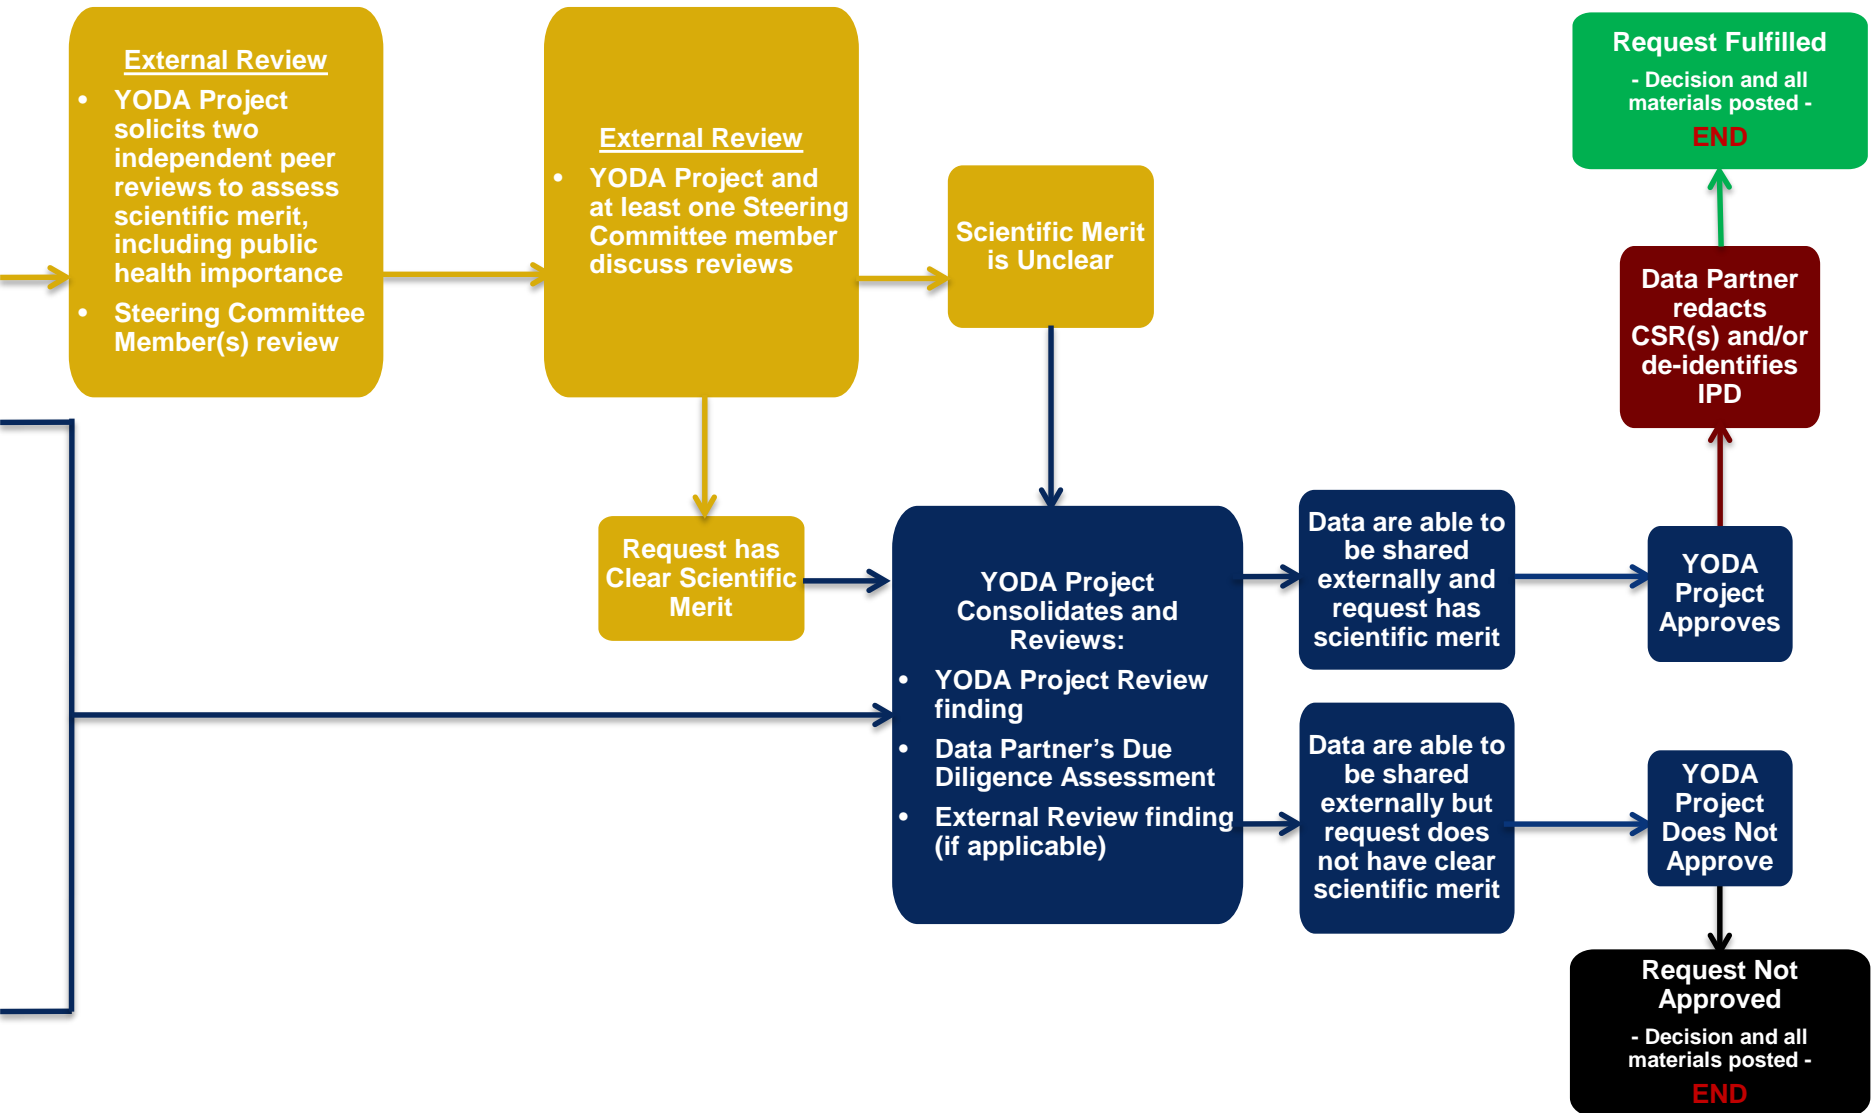 External Review
• YODA Project
solicits two
independent peer
reviews to assess
scientific merit,
including public
health importance
• Steering Committee
Member(s) review
External Review
• YODA Project and
at least one Steering
Committee member
discuss reviews
Scientific Merit
is Unclear
Request Fulfilled
- Decision and all
materials posted -
END
Data Partner
redacts
CSR(s) and/or
de-identifies
IPD
Request has
Clear Scientific
Merit
YODA Project
Consolidates and
Reviews:
• YODA Project Review
finding
• Data Partner’s Due
Diligence Assessment
• External Review finding
(if applicable)
Data are able to
be shared
externally and
request has
scientific merit
YODA
Project
Approves
Data are able to
be shared
externally but
request does
not have clear
scientific merit
YODA
Project
Does Not
Approve
Request Not
Approved
- Decision and all
materials posted -
END